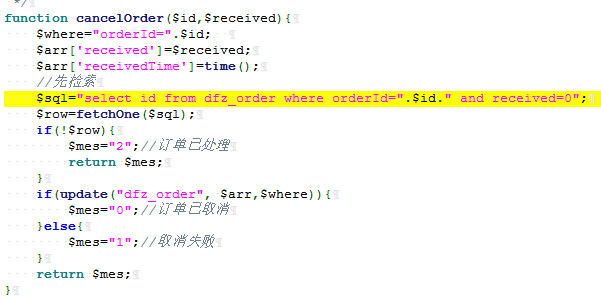 */
function cancelOrder($id,$received){
$where="orderId=".$id;
$arr['received']=$received;
$arr['receivedTime']=time();
//先检索
$sql="select id from dfz_order where orderId=".$id." and received=0";
$row=fetchOne($sql);
if(!$row){
$mes="2";//订单已处理
return $mes;
}
if(update("dfz_order", $arr,$where)){
$mes="0";//订单已取消
}else{
$mes="1";//取消失败
}
return $mes;
}